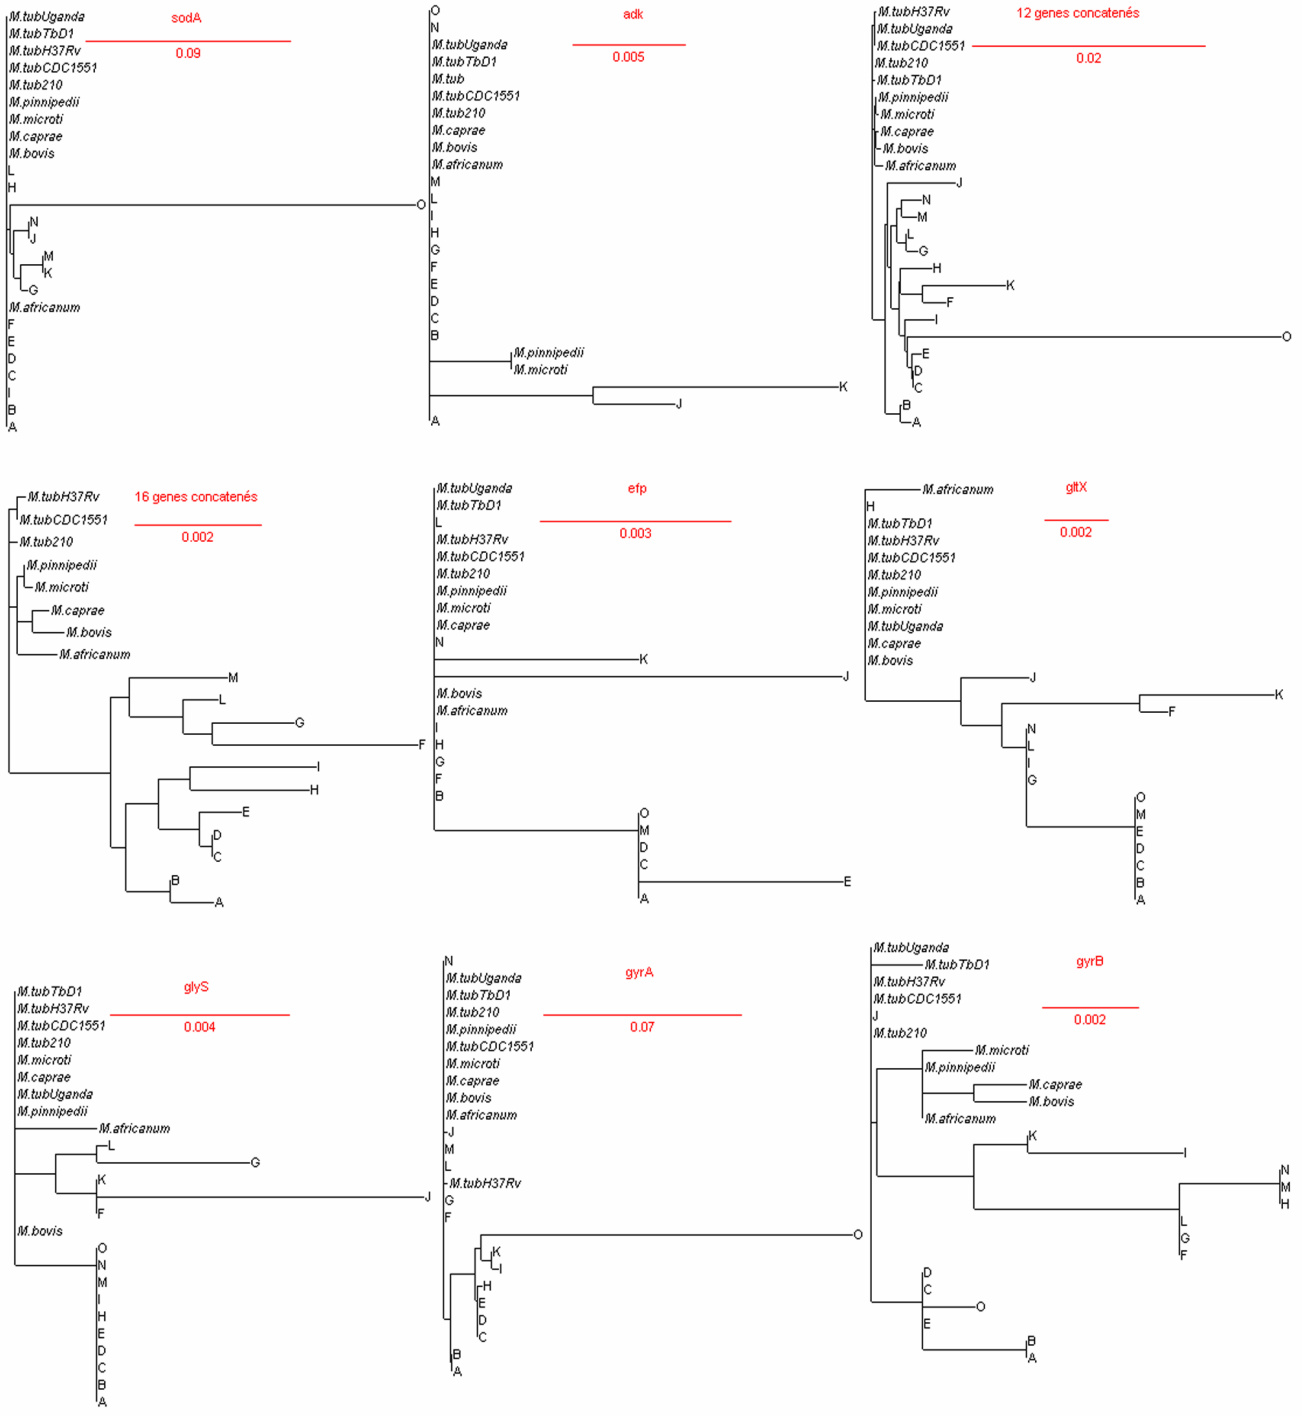 sodA
0.09
M.tubUganda
M.tubTbD1
M.tubH37Rv
M.tubCDC1551
M.tub210
M.pinnipedii
M.microti
M.caprae
M.bovis
L
H
O
N
J
M
K
G
M.africanum
F
E
D
C
I
B
A
adk
0.005
O
N
M.tubUganda
M.tubTbD1
M.tub
M.tubCDC1551
M.tub210
M.caprae
M.bovis
M.africanum
M
L
I
H
G
F
E
D
C
B
M.pinnipedii
M.microti
K
J
A
12 genes concatenés
0.02
M.tubH37Rv
M.tubUganda
M.tubCDC1551
M.tub210
M.tubTbD1
M.pinnipedii
M.microti
M.caprae
M.bovis
M.africanum
J
N
M
L
G
H
K
F
I
O
E
D
C
B
A
16 genes concatenés
0.002
M.tubH37Rv
M.tubCDC1551
M.tub210
M.pinnipedii
M.microti
M.caprae
M.bovis
M.africanum
M
L
G
F
I
H
E
D
C
B
A
efp
0.003
M.tubUganda
M.tubTbD1
L
M.tubH37Rv
M.tubCDC1551
M.tub210
M.pinnipedii
M.microti
M.caprae
N
K
J
M.bovis
M.africanum
I
H
G
F
B
O
M
D
C
E
A
gltX
0.002
M.africanum
H
M.tubTbD1
M.tubH37Rv
M.tubCDC1551
M.tub210
M.pinnipedii
M.microti
M.tubUganda
M.caprae
M.bovis
J
K
F
N
L
I
G
O
M
E
D
C
B
A
glyS
0.004
M.tubTbD1
M.tubH37Rv
M.tubCDC1551
M.tub210
M.microti
M.caprae
M.tubUganda
M.pinnipedii
M.africanum
L
G
K
J
F
M.bovis
O
N
M
I
H
E
D
C
B
A
gyrA
0.07
N
M.tubUganda
M.tubTbD1
M.tub210
M.pinnipedii
M.tubCDC1551
M.microti
M.caprae
M.bovis
M.africanum
J
M
L
M.tubH37Rv
G
F
O
K
I
H
E
D
C
B
A
gyrB
0.002
M.tubUganda
M.tubTbD1
M.tubH37Rv
M.tubCDC1551
J
M.tub210
M.microti
M.pinnipedii
M.caprae
M.bovis
M.africanum
K
I
N
M
H
L
G
F
D
C
O
E
B
A